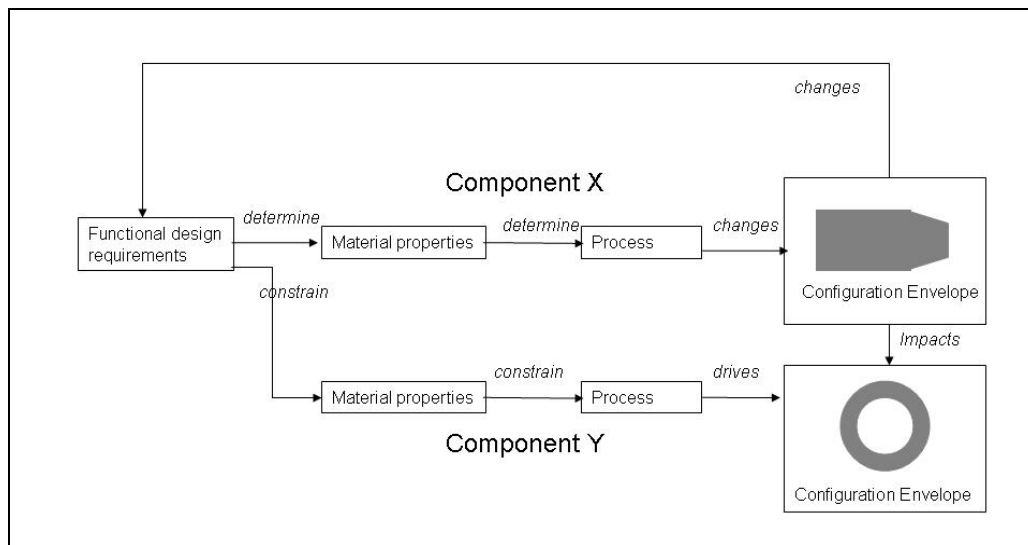 changes
Component X
determine
determine
changes
Functional design
requirements
Material properties
Process
Configuration Envelope
constrain
Impacts
constrain
drives
Material properties
Process
Component Y
Configuration Envelope